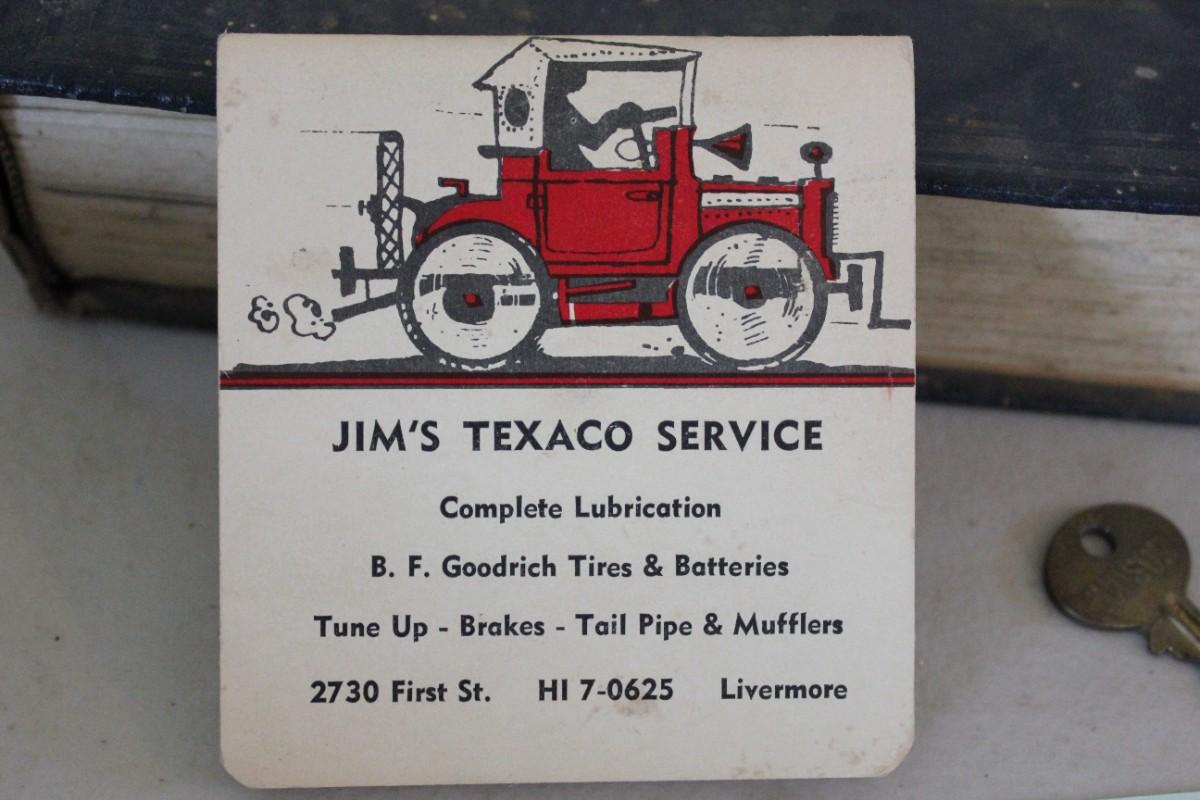 JIM'S TEXACO SERVICE
Complete Lubrication
B. F. Goodrich Tires & Batteries
Tune Up - Brakes - Tail Pipe & Mufflers
2730 First St. HI 7-0625 Livermore